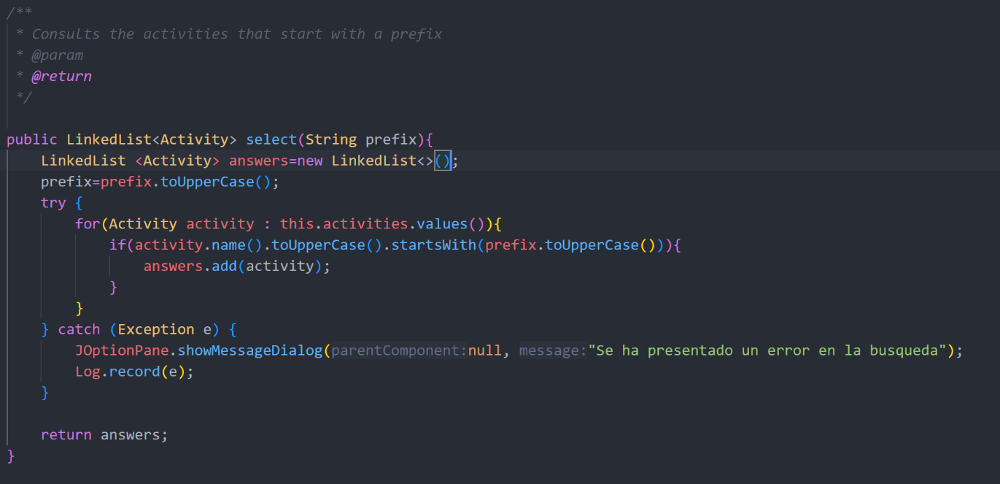 /**
 * Consults the activities that start with a prefix
 * @param
 * @return
 */
public LinkedList<Activity> select(String prefix){
    LinkedList <Activity> answers=new LinkedList<>();
    prefix=prefix.toUpperCase();
    try {
        for(Activity activity : this.activities.values()){
            if(activity.name().toUpperCase().startsWith(prefix.toUpperCase())){
                answers.add(activity);
            }
        }
    } catch (Exception e) {
        JOptionPane.showMessageDialog(parentComponent:null, message:"Se ha presentado un error en la busqueda");
        Log.record(e);
    }
    return answers;
}